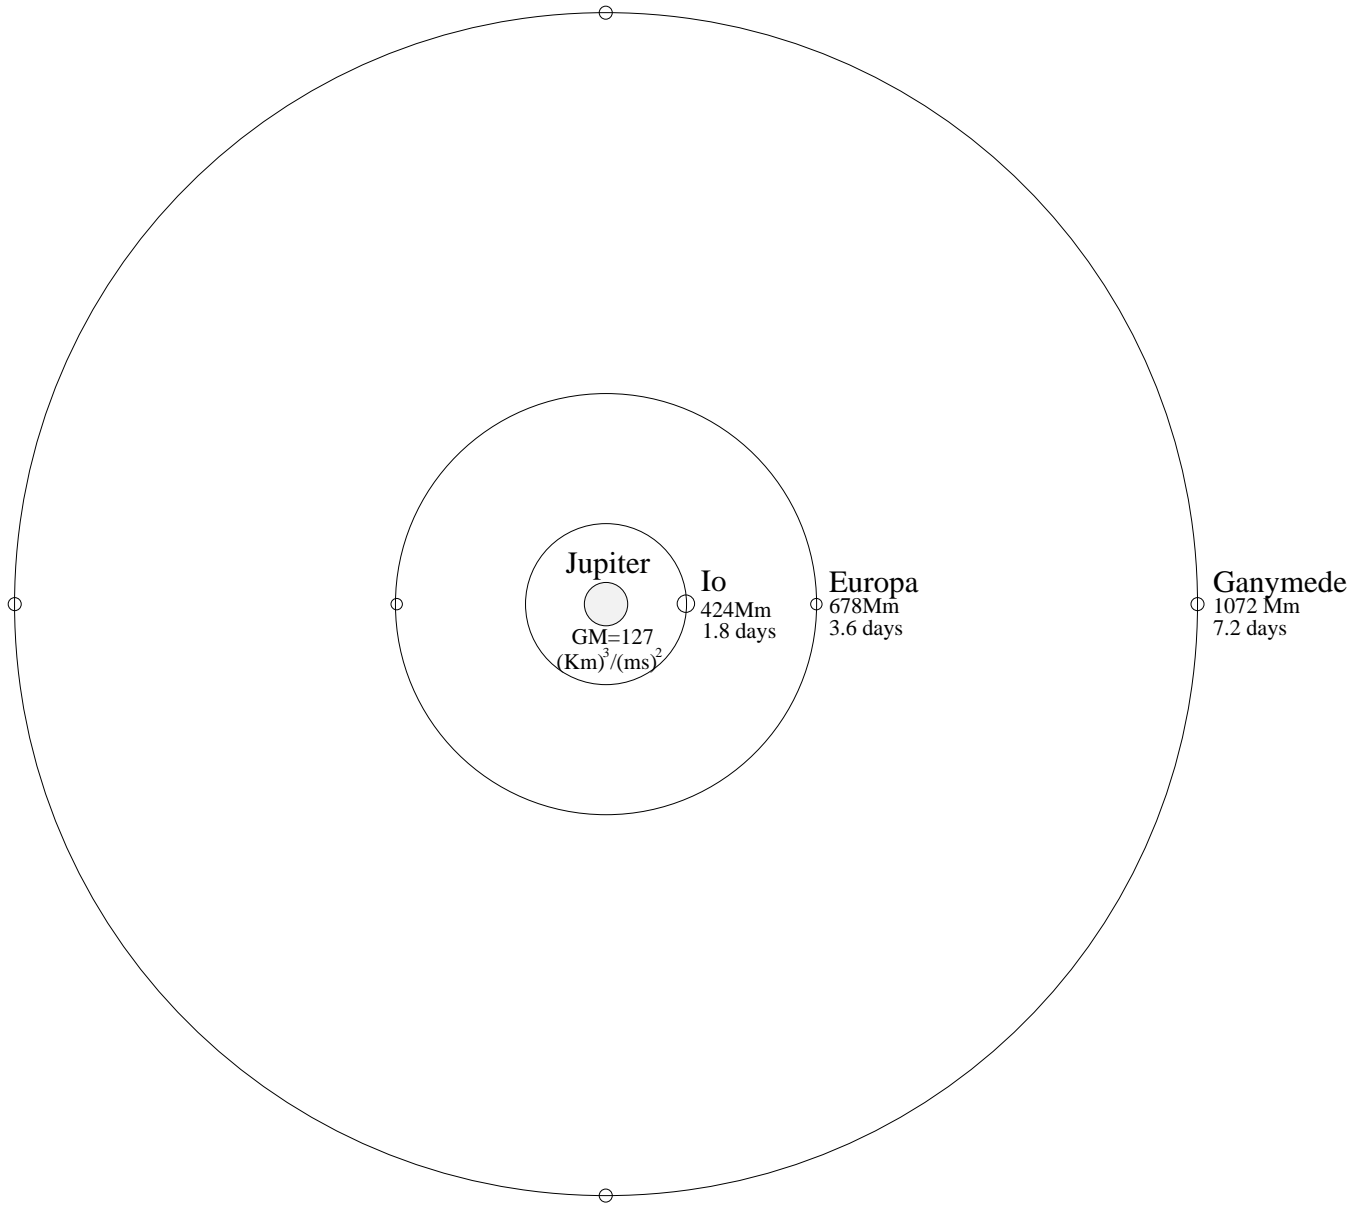 Jupiter
GM=127
(Km)³/(ms)²
Io
424Mm
1.8 days
Europa
678Mm
3.6 days
Ganymede
1072 Mm
7.2 days